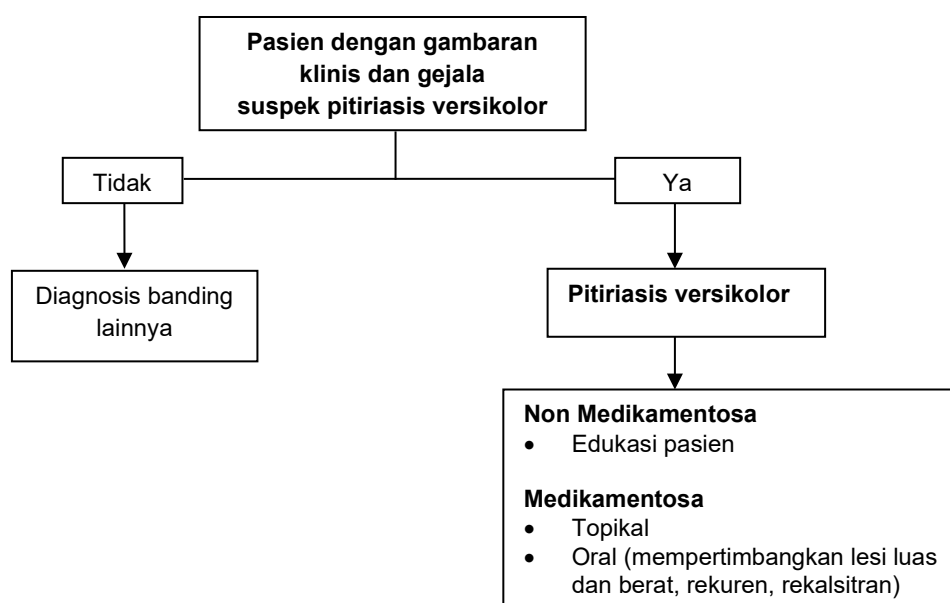 Pasien dengan gambaran
klinis dan gejala
suspek pitiriasis versikolor
Tidak
Ya
Diagnosis banding
lainnya
Pitiriasis versikolor
Non Medikamentosa
• Edukasi pasien
Medikamentosa
• Topikal
• Oral (mempertimbangkan lesi luas
dan berat, rekuren, rekalsitran)